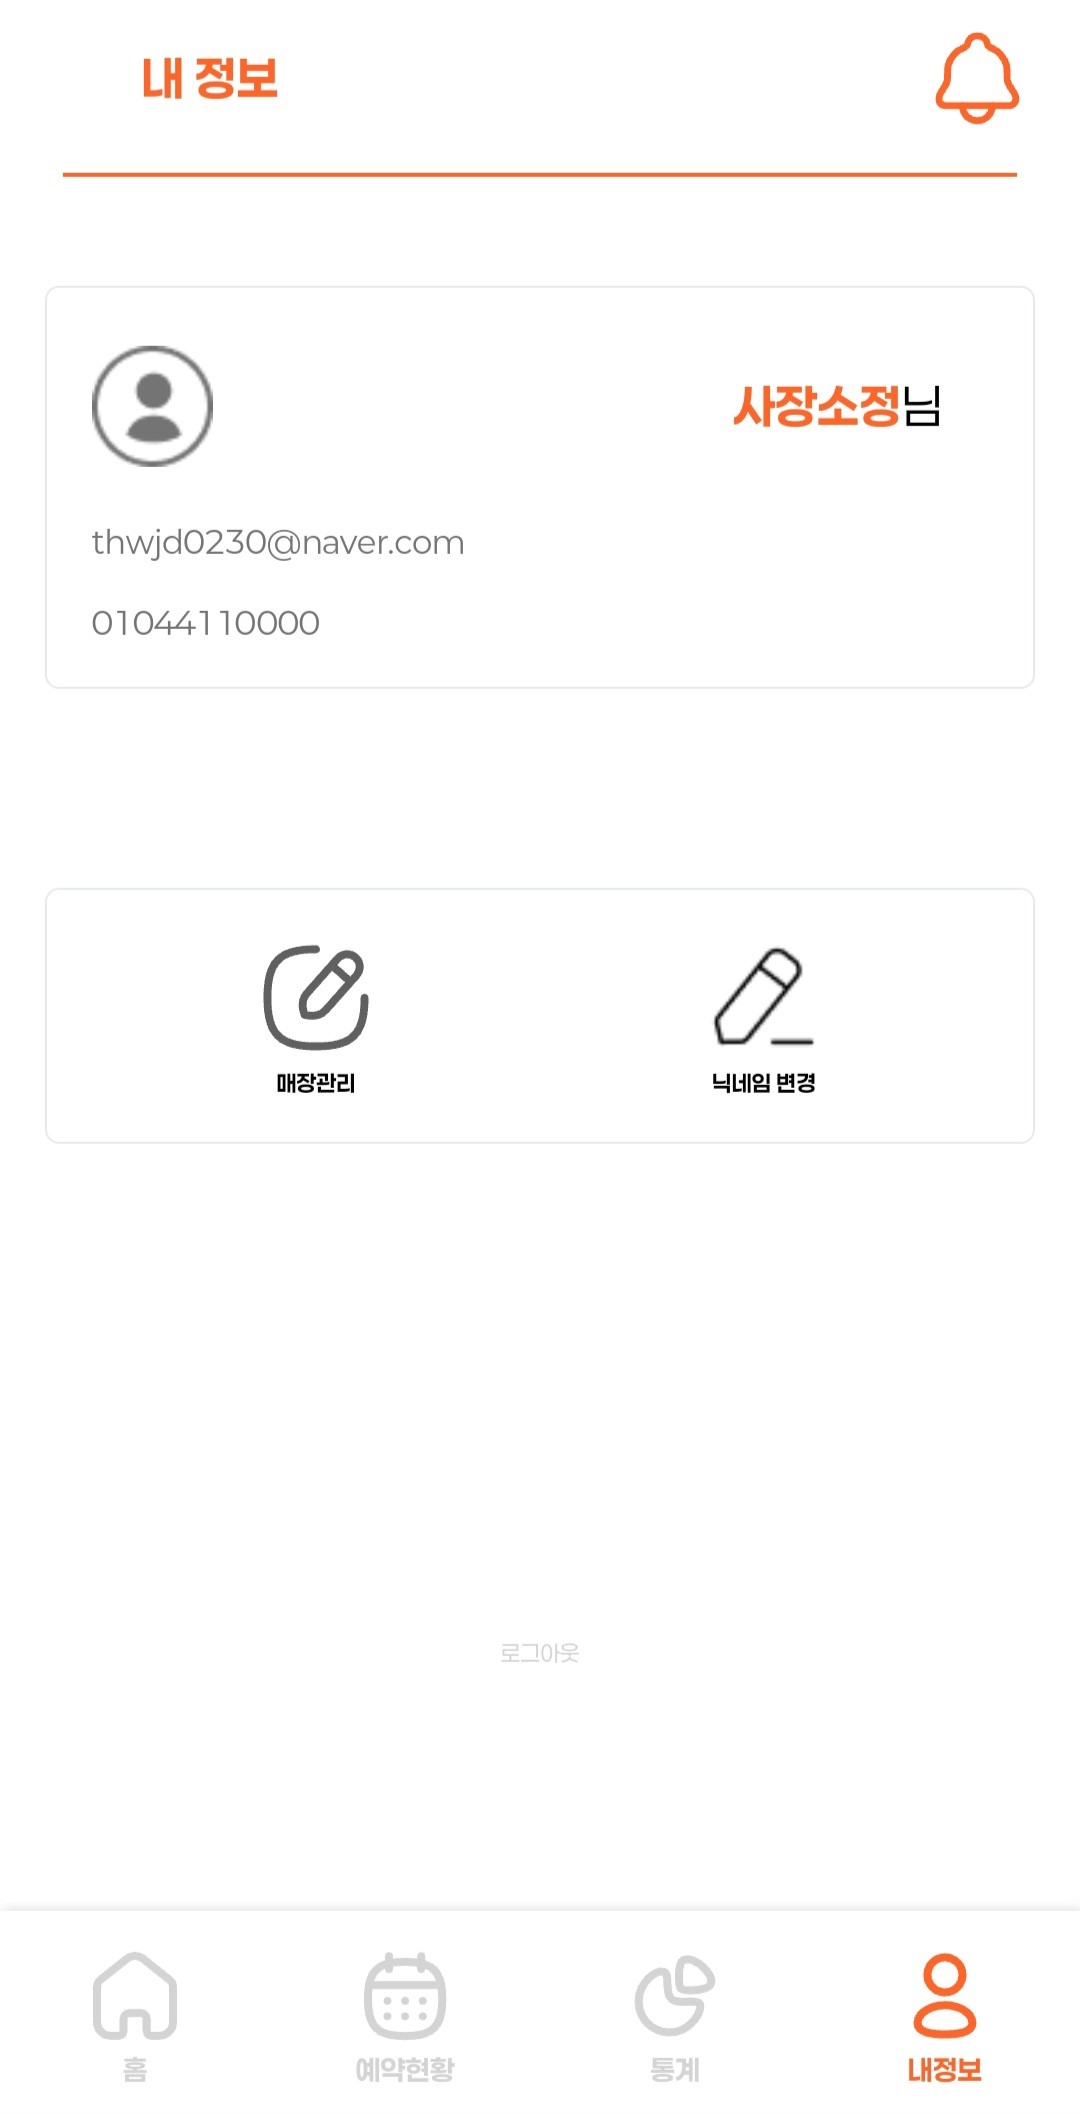 내 정보
사장소정님
thwjd0230@naver.com
01044110000
매장관리
닉네임 변경
로그아웃
홈
예약현황
통계
내정보